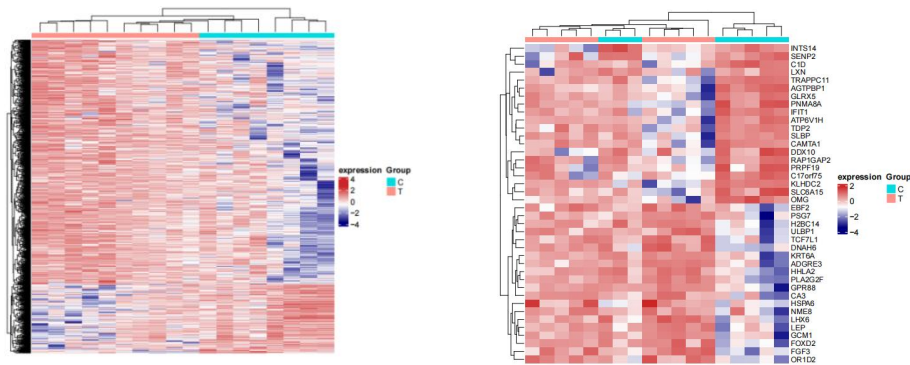 expression Group
4
2
0
−2
−4
C
T
INTS14
SENP2
C1D
LXN
TRAPPC11
AGTPBP1
GLRX5
PNMA8A
IFIT1
ATP6V1H
TDP2
SLBP
CAMTA1
DDX10
RAP1GAP2
PRPF19
C17orf75
KLHDC2
SLC6A15
OMG
EBF2
PSG7
H2BC14
ULBP1
TCF7L1
DNAH6
KRT6A
ADGRE3
HHLA2
PLA2G2F
GPR88
CA3
HSPA6
NME8
LHX6
LEP
GCM1
FOXD2
FGF3
OR1D2
expression Group
2
0
−2
−4
C
T